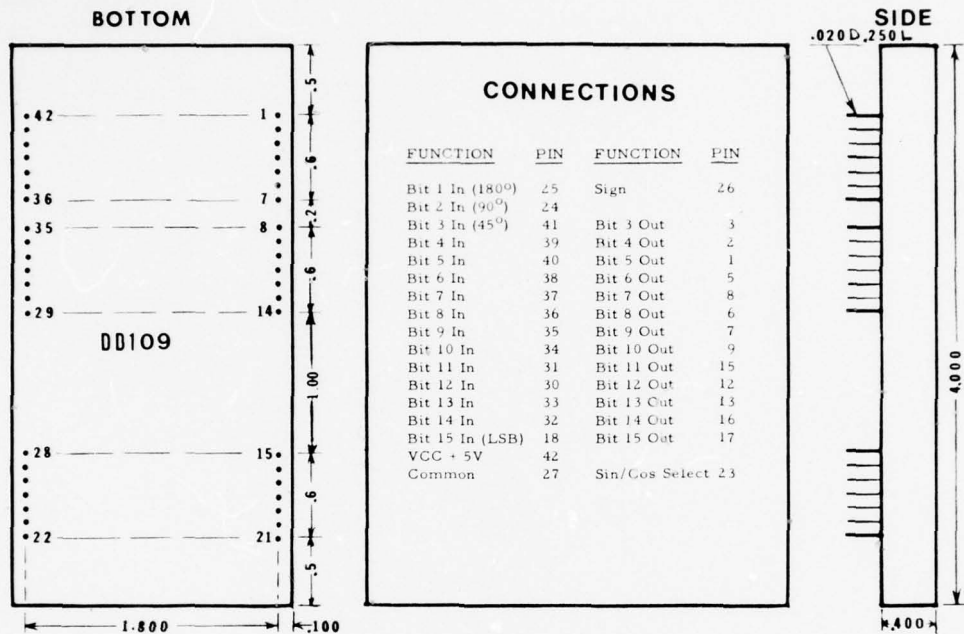 BOTTOM
42 1
36 7
35 8
29 14
DD109
28 15
22 21
.5
.6
.2
.6
1.00
.6
.5
1.800 .100
CONNECTIONS
FUNCTION PIN FUNCTION PIN
Bit 1 In (180°) 25 Sign 26
Bit 2 In (90°) 24
Bit 3 In (45°) 41 Bit 3 Out 3
Bit 4 In 39 Bit 4 Out 2
Bit 5 In 40 Bit 5 Out 1
Bit 6 In 38 Bit 6 Out 5
Bit 7 In 37 Bit 7 Out 8
Bit 8 In 36 Bit 8 Out 6
Bit 9 In 35 Bit 9 Out 7
Bit 10 In 34 Bit 10 Out 9
Bit 11 In 31 Bit 11 Out 15
Bit 12 In 30 Bit 12 Out 12
Bit 13 In 33 Bit 13 Out 13
Bit 14 In 32 Bit 14 Out 16
Bit 15 In (LSB) 18 Bit 15 Out 17
VCC + 5V 42
Common 27 Sin/Cos Select 23
SIDE
.020D.250L
4.000
.400